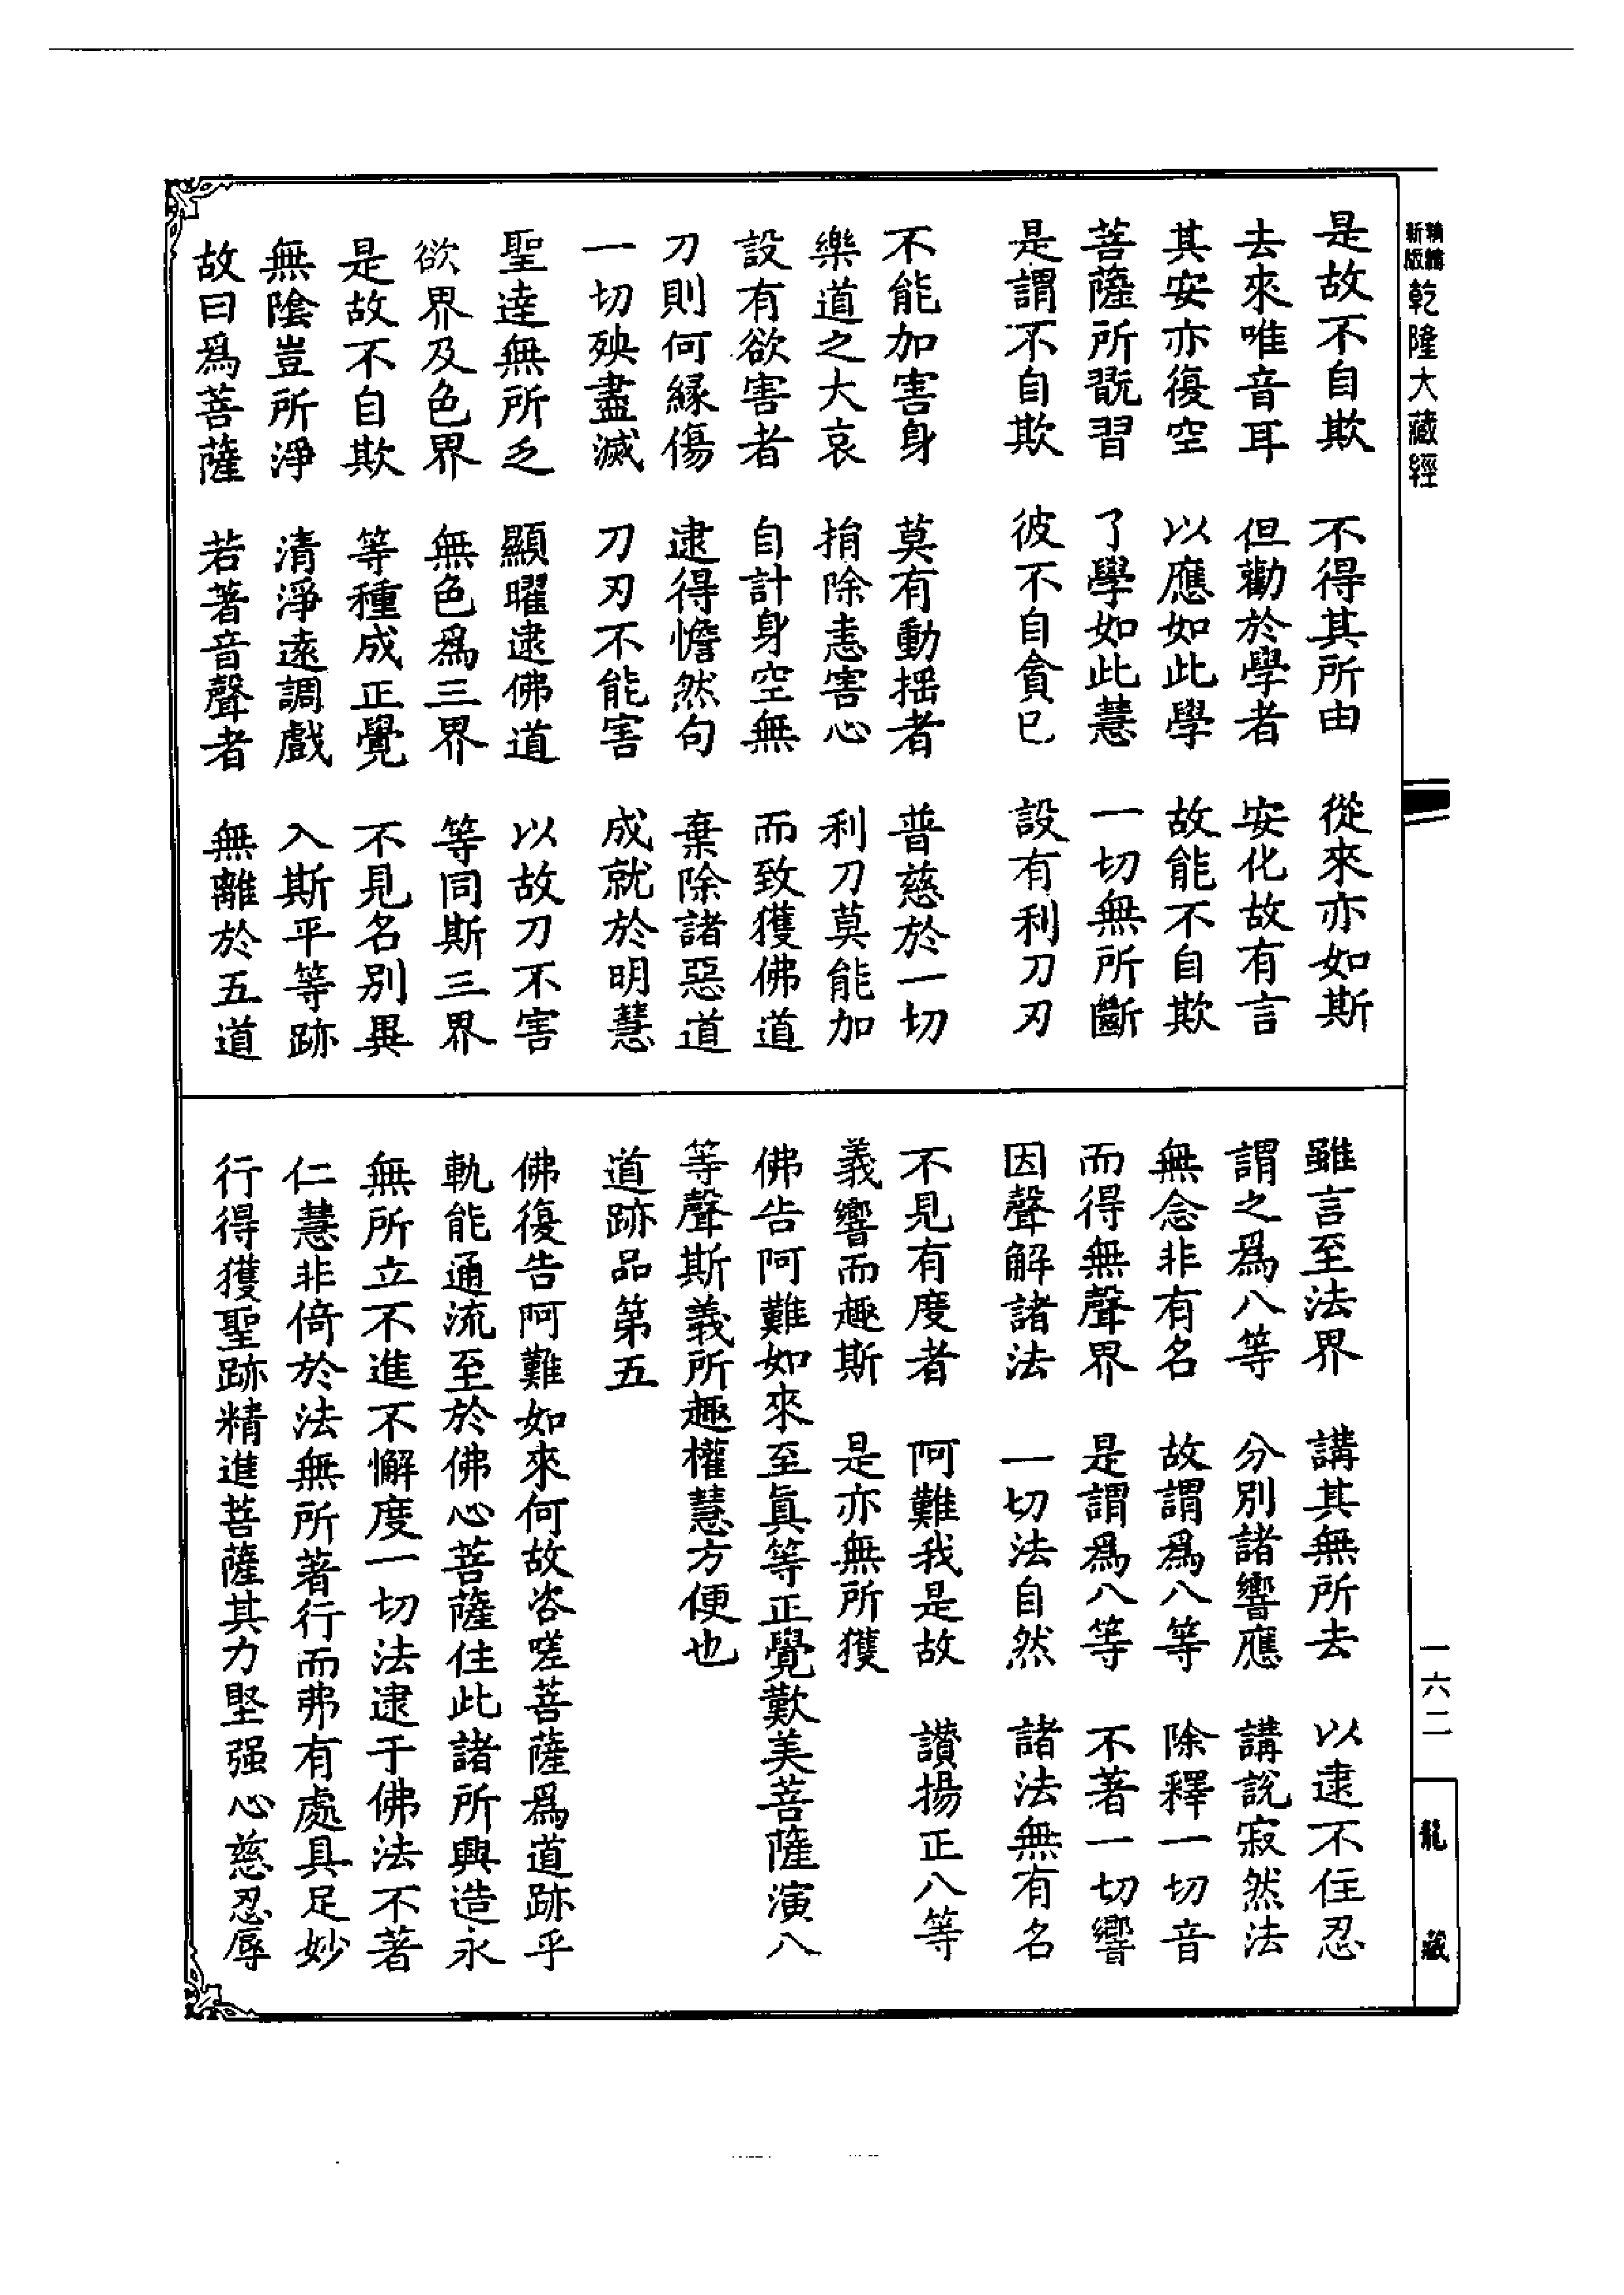 新版
精譯
乾隆大藏經
是故不自欺　不得其所由　從來亦如斯
去來唯音耳　但勸於學者　安化故有言
其安亦復空　以應如此學　故能不自欺
菩薩所翫習　了學如此慧　一切無所斷
是謂不自欺　彼不自貪已　設有利刀刃
不能加害身　莫有動搖者　普慈於一切
樂道之大哀　捐除恚害心　利刀莫能加
設有欲害者　自計身空無　而致獲佛道
刀則何緣傷　逮得憺然句　棄除諸惡道
一切殃盡滅　刀刃不能害　成就於明慧
聖達無所乏　顯曜逮佛道　以故刀不害
欲界及色界　無色爲三界　等同斯三界
是故不自欺　等種成正覺　不見名別異
無陰豈所淨　清淨遠調戲　入斯平等跡
故曰爲菩薩　若著音聲者　無離於五道
雖言至法界　講其無所去　以逮不住忍
謂之爲八等　分別諸響應　講說寂然法
無念非有名　故謂爲八等　除釋一切音
而得無聲界　是謂爲八等　不著一切響
因聲解諸法　一切法自然　諸法無有名
不見有度者　阿難我是故　讚揚正八等
義響而趣斯　是亦無所獲
佛告阿難如來至眞等正覺歎美菩薩演八
等聲斯義所趣權慧方便也
道跡品第五
佛復告阿難如來何故咨嗟菩薩爲道跡乎
軌能通流至於佛心菩薩住此諸所興造永
無所立不進不懈度一切法逮于佛法不著
仁慧非倚於法無所著行而弗有處具足妙
行得獲聖跡精進菩薩其力堅强心慈忍辱
一六二
龍藏